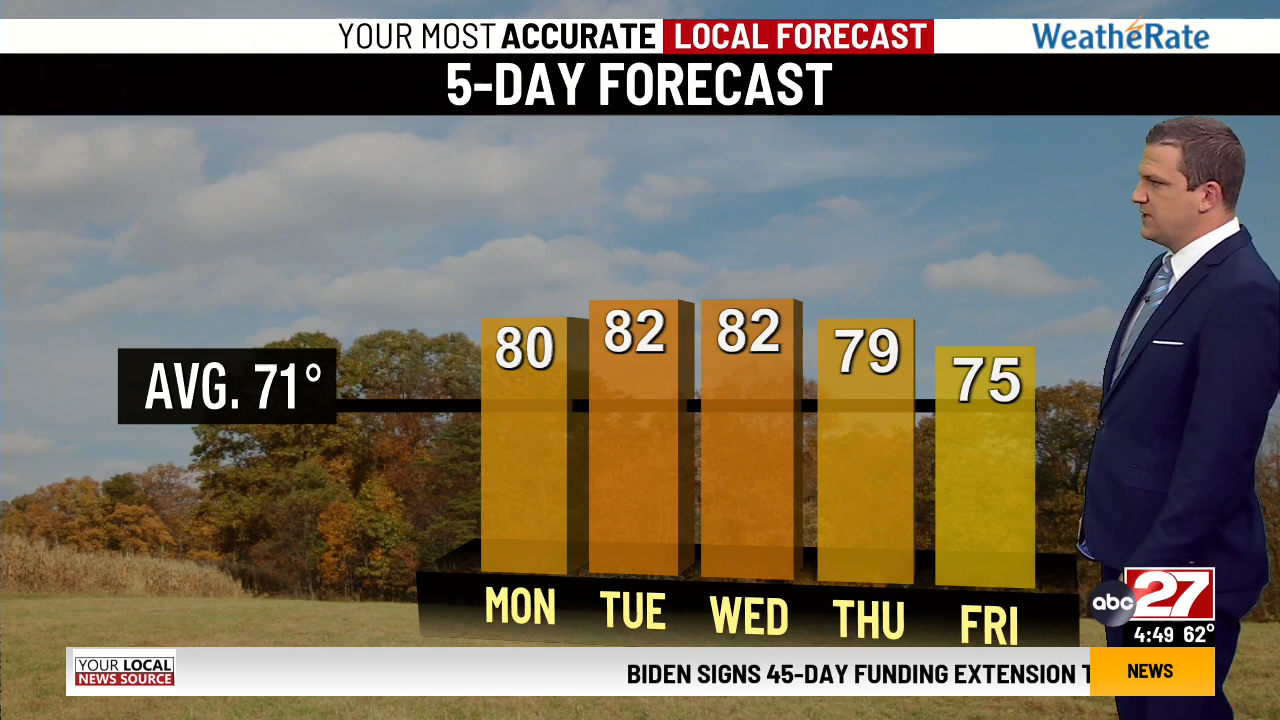 YOUR MOST ACCURATE LOCAL FORECAST
WeatheRate
5-DAY FORECAST
AVG. 71°
80 82 82 79 75
MON TUE WED THU FRI
abc 27
4:49 62°
YOUR LOCAL
NEWS SOURCE
BIDEN SIGNS 45-DAY FUNDING EXTENSION
NEWS